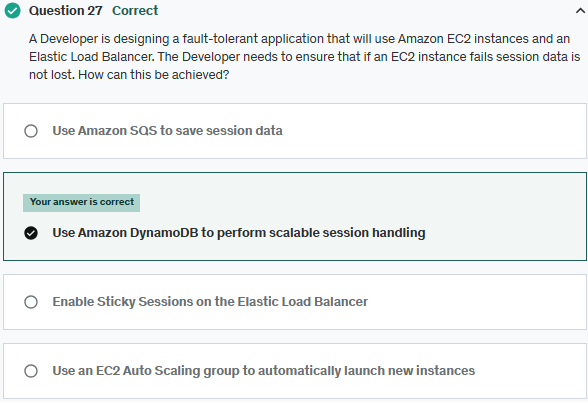 Question 27 Correct
A Developer is designing a fault-tolerant application that will use Amazon EC2 instances and an
Elastic Load Balancer. The Developer needs to ensure that if an EC2 instance fails session data is
not lost. How can this be achieved?
Use Amazon SQS to save session data
Your answer is correct
Use Amazon DynamoDB to perform scalable session handling
Enable Sticky Sessions on the Elastic Load Balancer
Use an EC2 Auto Scaling group to automatically launch new instances